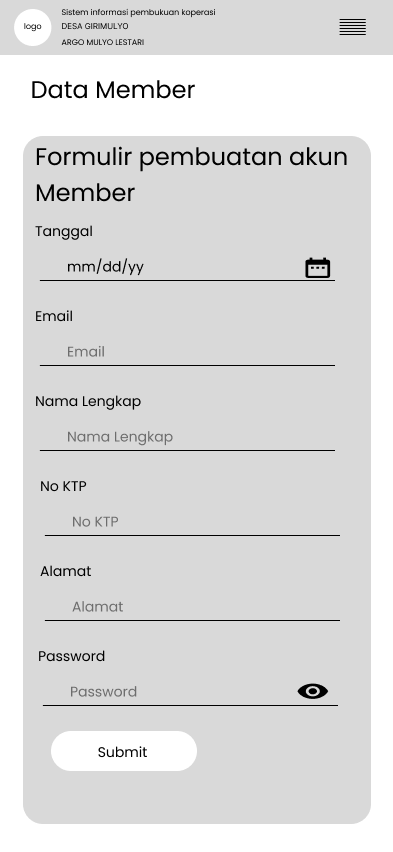 logo
Sistem informasi pembukuan koperasi
DESA GIRIMULYO
ARGO MULYO LESTARI
Data Member
Formulir pembuatan akun
Member
Tanggal
mm/dd/yy
Email
Email
Nama Lengkap
Nama Lengkap
No KTP
No KTP
Alamat
Alamat
Password
Password
Submit